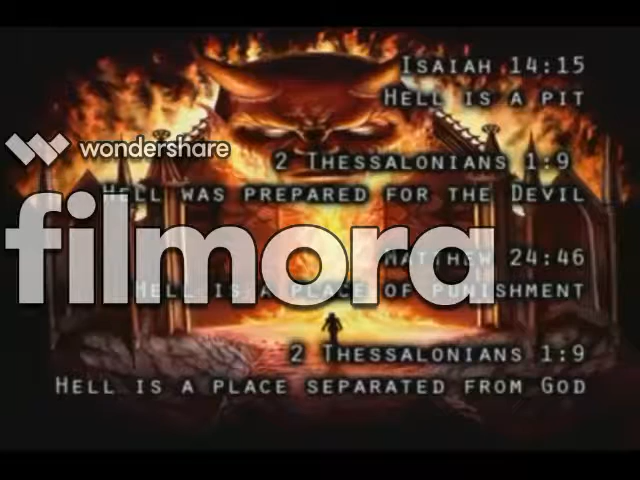 Isaiah 14:15
Hell is a pit
wondershare
2 Thessalonians 1:9
Hell was prepared for the Devil
filmora
Matthew 24:46
Hell is a place of punishment
2 Thessalonians 1:9
Hell is a place separated from God